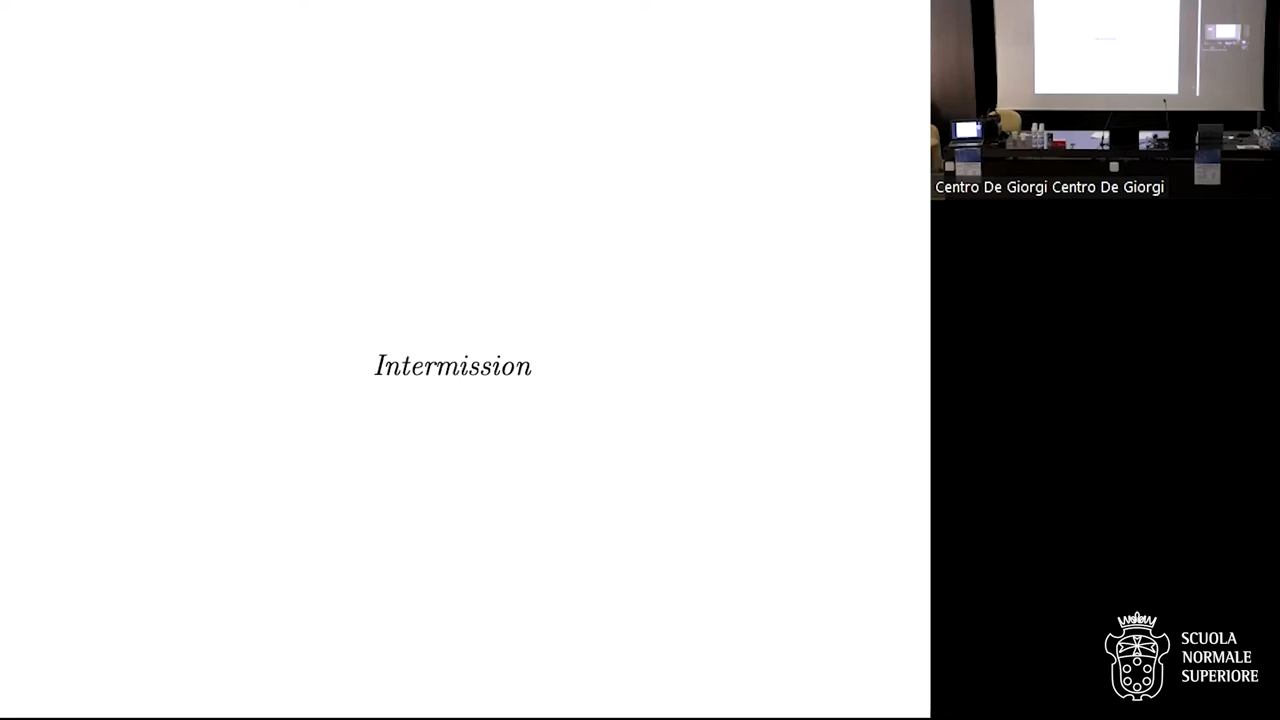 Intermission
Centro De Giorgi Centro De Giorgi
SCUOLA
NORMALE
SUPERIORE